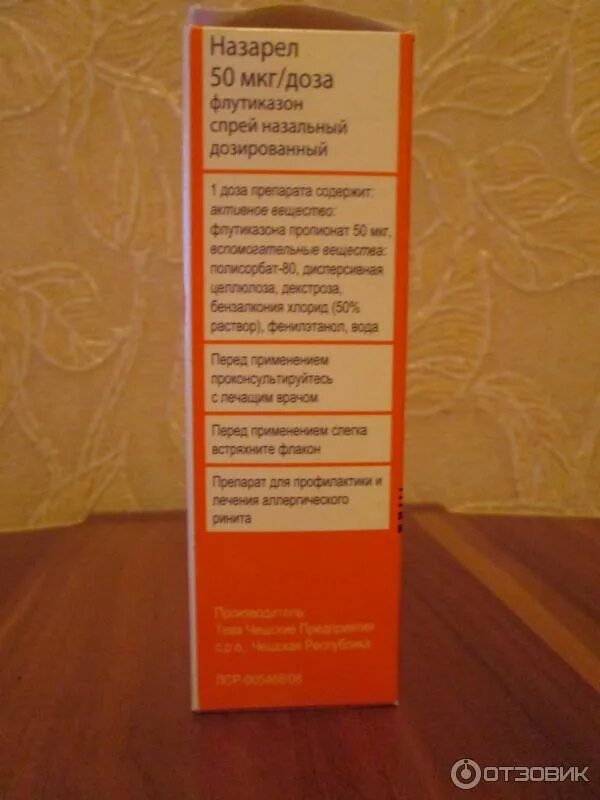 Назарел
50 мкг/доза
флутиказон
спрей назальный
дозированный
1 доза препарата содержит:
активное вещество:
флутиказона пропионат 50 мкг,
вспомогательные вещества:
полисорбат-80, дисперсивная
целлюлоза, декстроза,
бензалкония хлорид (50%
раствор), фенилэтанол, вода
Перед применением
проконсультируйтесь
с лечащим врачом
Перед применением слегка
встряхните флакон
Препарат для профилактики и
лечения аллергического
ринита
Производитель
Тева Чешские Предприятия
с.р.о., Чешская Республика
ОТЗОВИК